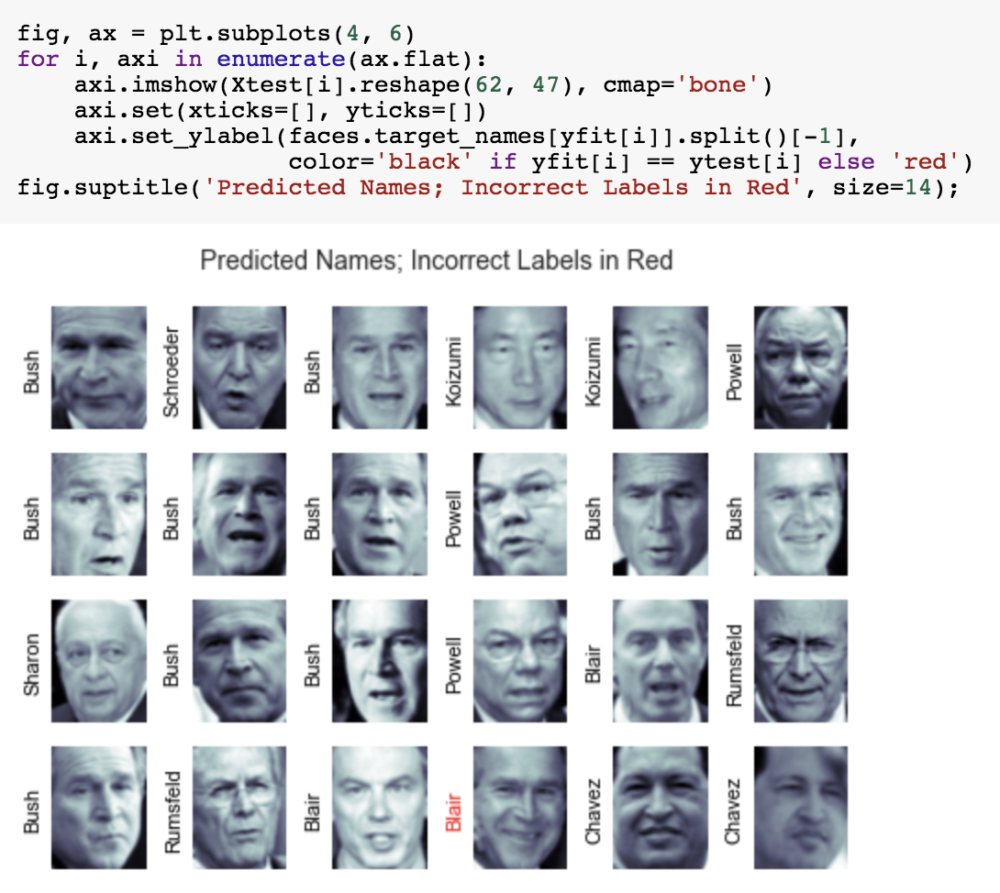 fig, ax = plt.subplots(4, 6)
for i, axi in enumerate(ax.flat):
    axi.imshow(Xtest[i].reshape(62, 47), cmap='bone')
    axi.set(xticks=[], yticks=[])
    axi.set_ylabel(faces.target_names[yfit[i]].split()[-1],
                   color='black' if yfit[i] == ytest[i] else 'red')
fig.suptitle('Predicted Names; Incorrect Labels in Red', size=14);
Predicted Names; Incorrect Labels in Red
Bush
Schroeder
Bush
Koizumi
Koizumi
Powell
Bush
Bush
Bush
Powell
Bush
Bush
Sharon
Bush
Bush
Powell
Blair
Rumsfeld
Bush
Rumsfeld
Blair
Blair
Chavez
Chavez